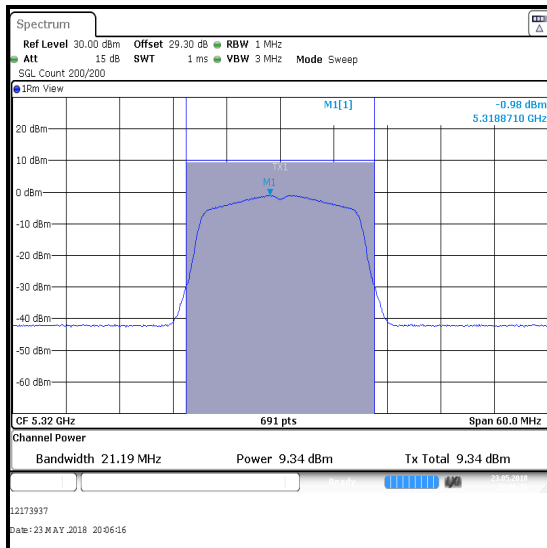 Spectrum
Ref Level 30.00 dBm Offset 29.30 dB RBW 1 MHz
Att 15 dB SWT 1 ms VBW 3 MHz Mode Sweep
SGL Count 200/200
1Rm View
M1[1] -0.98 dBm
5.3188710 GHz
20 dBm
10 dBm
TX1
M1
0 dBm
-10 dBm
-20 dBm
-30 dBm
-40 dBm
-50 dBm
-60 dBm
CF 5.32 GHz 691 pts Span 60.0 MHz
Channel Power
Bandwidth 21.19 MHz Power 9.34 dBm Tx Total 9.34 dBm
Ready 23.05.2018
12173937
Date: 23 MAY.2018 20:06:16